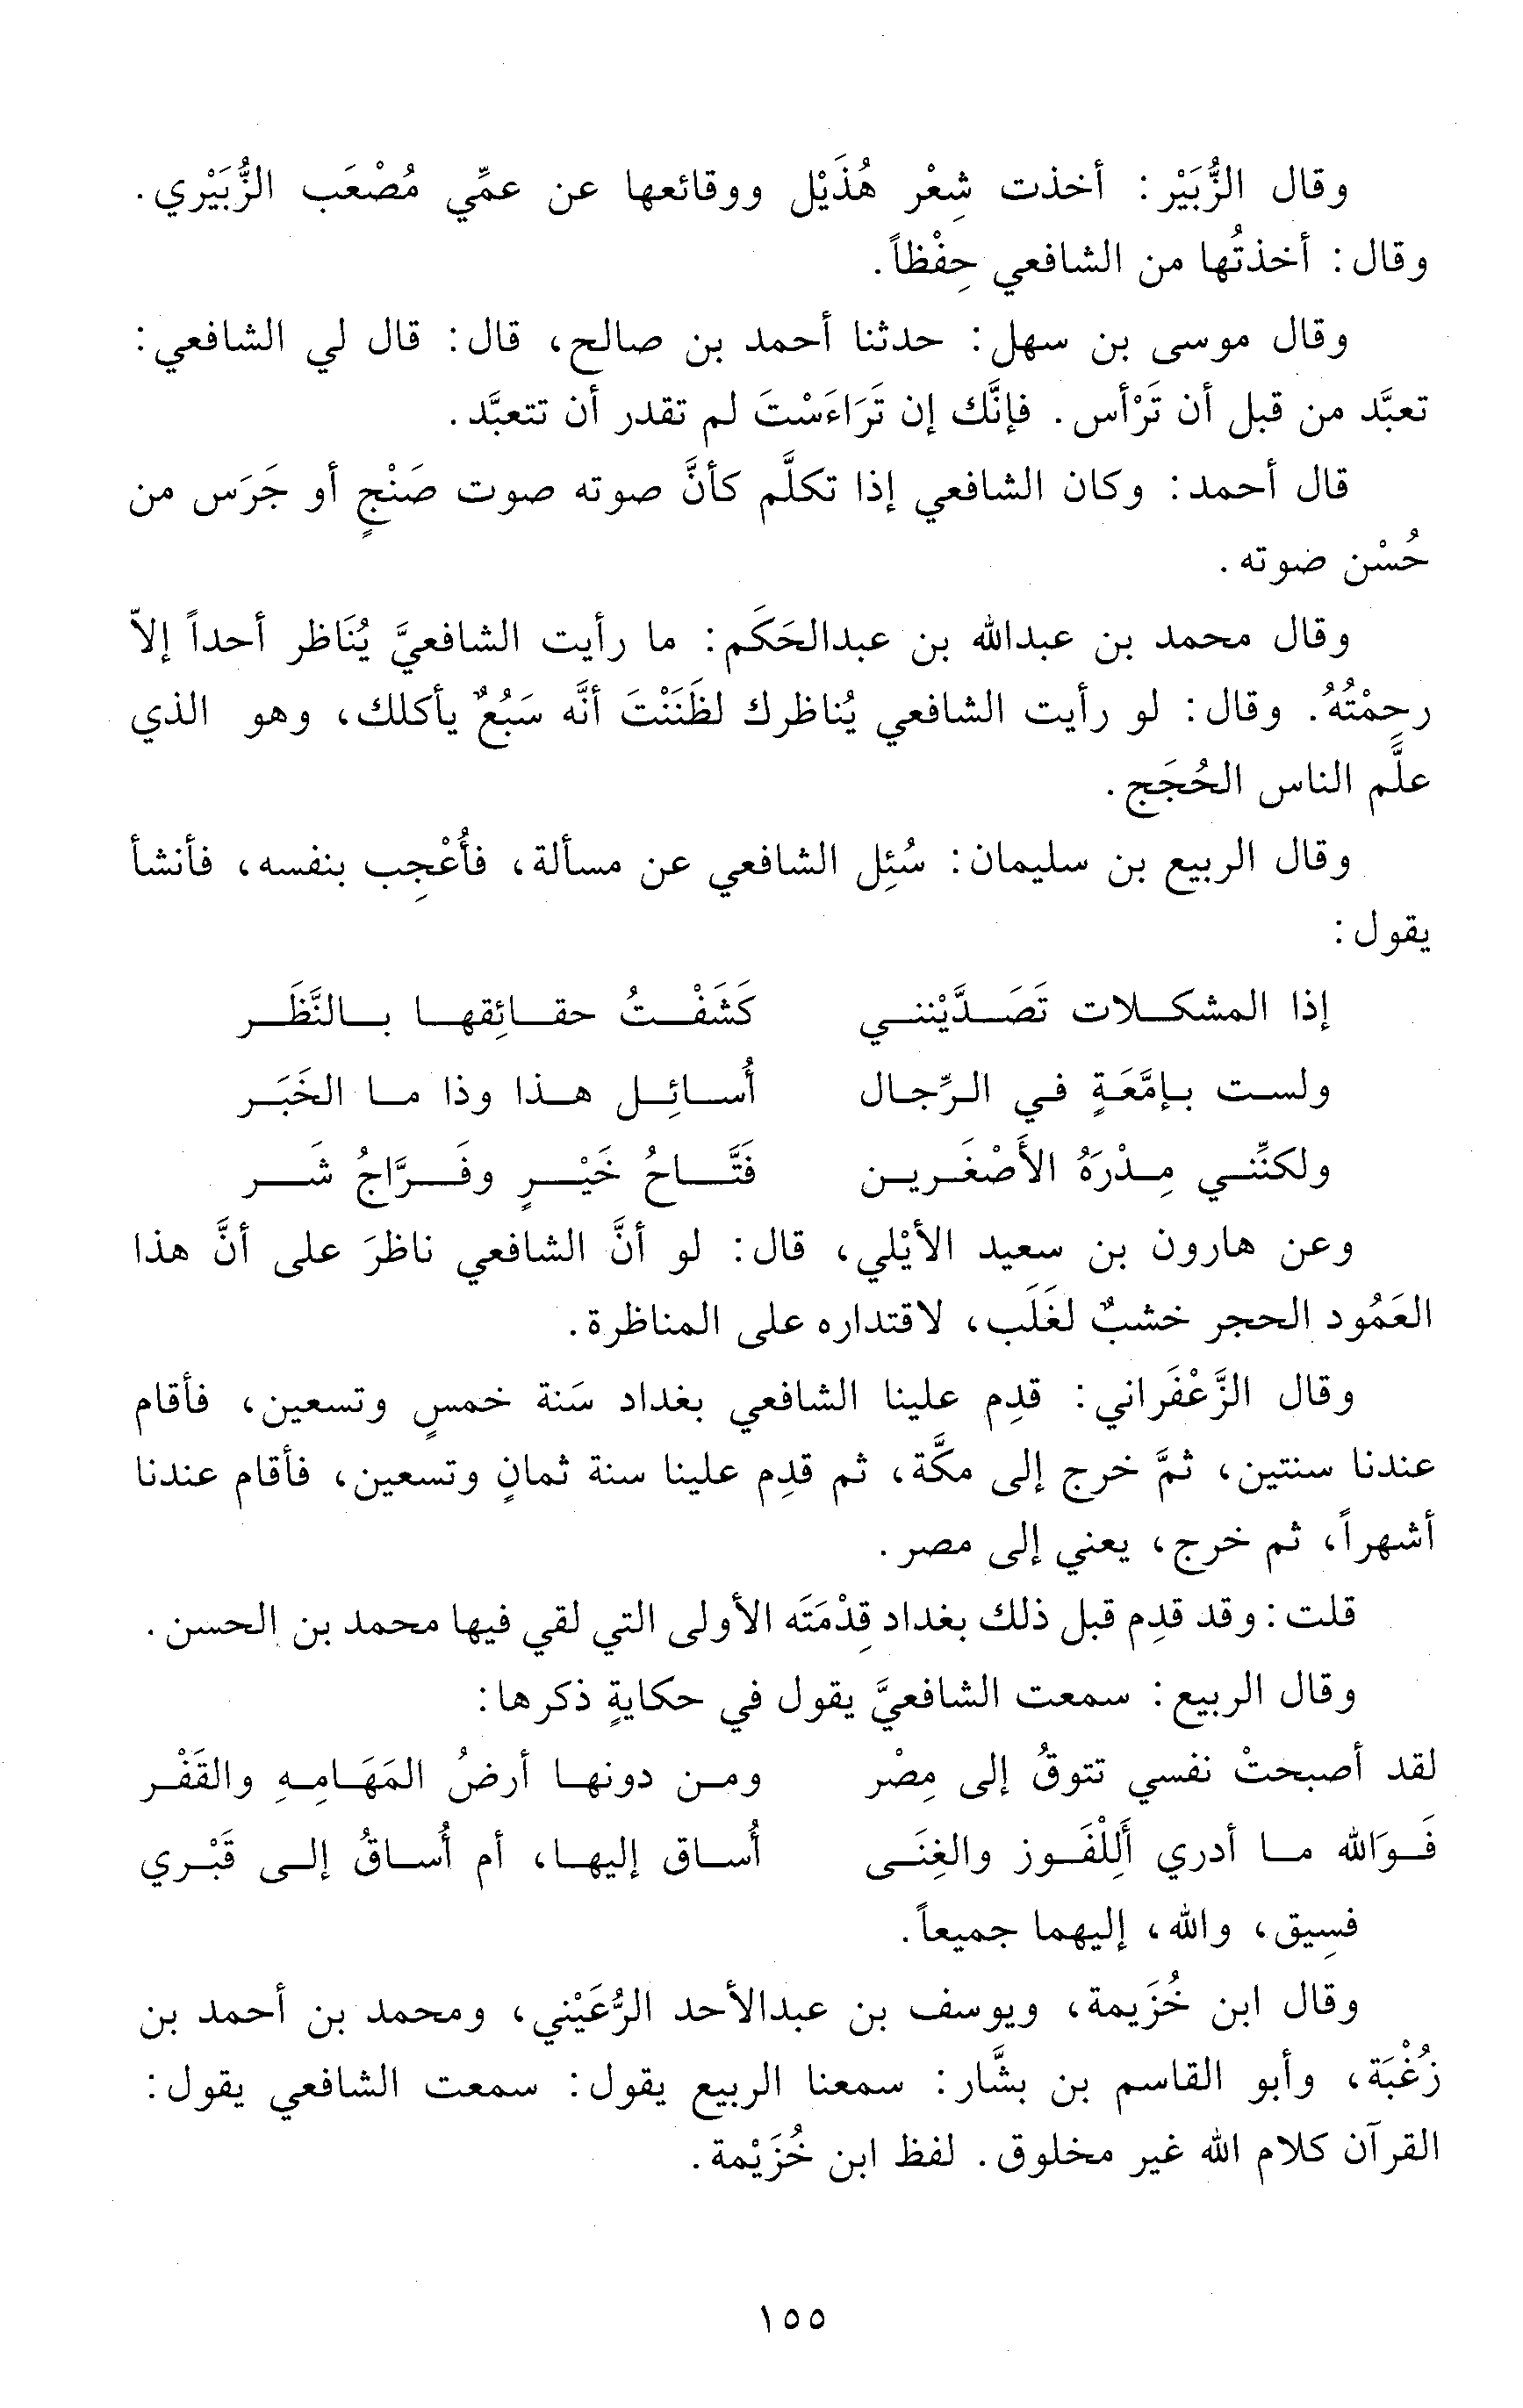 وقال الزُّبَيْر: أخذت شِعْر هُذَيْل ووقائعها عن عمِّي مُصْعَب الزُّبَيْري.
وقال: أخذتُها من الشافعي حِفْظاً.
وقال موسى بن سهل: حدثنا أحمد بن صالح، قال: قال لي الشافعي:
تعبَّد من قبل أن تَرْأس. فإنَّك إن تَرَاءَسْتَ لم تقدر أن تتعبَّد.
قال أحمد: وكان الشافعي إذا تكلَّم كأنَّ صوته صوت صَنْجٍ أو جَرَس من
حُسْن ضوته.
وقال محمد بن عبدالله بن عبدالحَكَم: ما رأيت الشافعيَّ يُنَاظر أحداً إلاّ
رحِمْتُهُ. وقال: لو رأيت الشافعي يُناظرك لظَنَنْتَ أنَّه سَبُعٌ يأكلك، وهو الذي
علَّم الناس الحُجَج.
وقال الربيع بن سليمان: سُئِل الشافعي عن مسألة، فأُعْجِب بنفسه، فأنشأ
يقول:
إذا المشكلات تَصَدَّيْنني كَشَفْتُ حقائِقها بالنَّظَر
ولست بإمَّعَةٍ في الرِّجال أُسائِل هذا وذا ما الخَبَر
ولكنِّني مِدْرَهُ الأَصْغَرين فَتَّاحُ خَيْرٍ وفَرَّاجُ شَر
وعن هارون بن سعيد الأيْلي، قال: لو أنَّ الشافعي ناظرَ على أنَّ هذا
العَمُود الحجر خشبٌ لغَلَب، لاقتداره على المناظرة.
وقال الزَّعْفَراني: قدِم علينا الشافعي بغداد سَنة خمسٍ وتسعين، فأقام
عندنا سنتين، ثمَّ خرج إلى مكَّة، ثم قدِم علينا سنة ثمانٍ وتسعين، فأقام عندنا
أشهراً، ثم خرج، يعني إلى مصر.
قلت: وقد قدِم قبل ذلك بغداد قِدْمَتَه الأولى التي لقي فيها محمد بن الحسن.
وقال الربيع: سمعت الشافعيَّ يقول في حكايةٍ ذكرها:
لقد أصبحتْ نفسي تتوقُ إلى مِصْر ومن دونها أرضُ المَهَامِهِ والقَفْر
فَوَالله ما أدري أَلِلْفَوز والغِنَى أُساق إليها، أم أُساقُ إلى قَبْري
فسِيق، والله، إليهما جميعاً.
وقال ابن خُزَيمة، ويوسف بن عبدالأحد الرُّعَيْني، ومحمد بن أحمد بن
زُغْبَة، وأبو القاسم بن بشَّار: سمعنا الربيع يقول: سمعت الشافعي يقول:
القرآن كلام الله غير مخلوق. لفظ ابن خُزَيْمة.
١٥٥